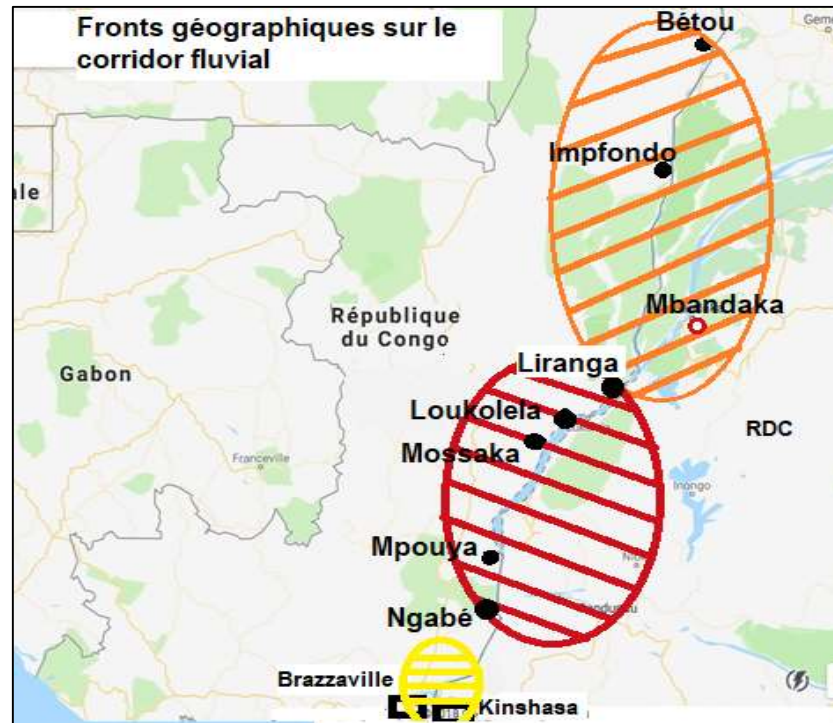 Fronts géographiques sur le
corridor fluvial
Bétou
Impfondo
Mbandaka
République
du Congo
Liranga
Gabon
Loukolela
RDC
Mossaka
Franceville
Inongo
Mpouya
Ngabé
Brazzaville
Kinshasa